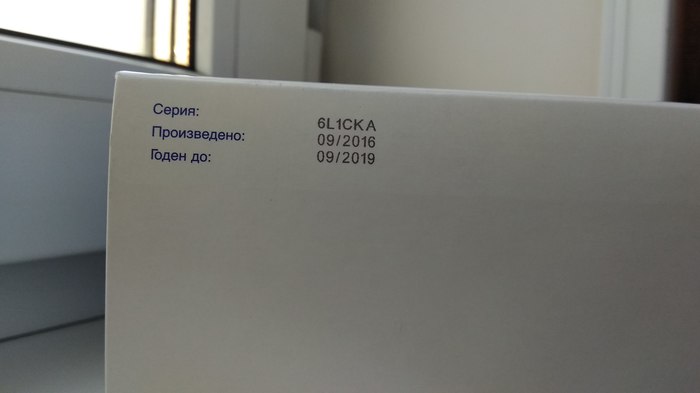 Серия: 6L1CKA
Произведено: 09/2016
Годен до: 09/2019